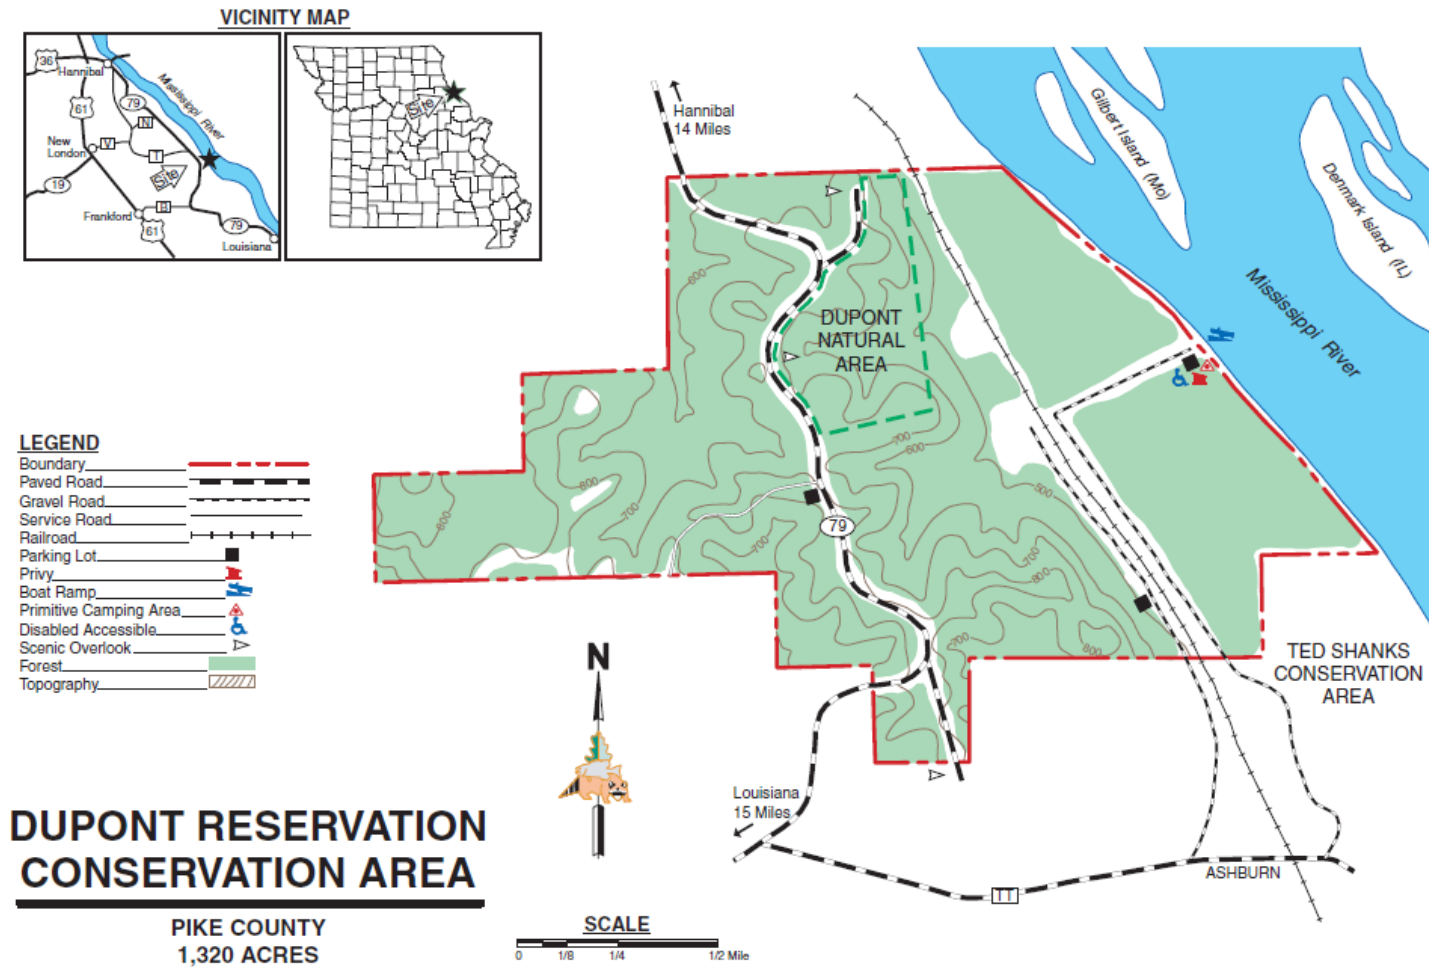 VICINITY MAP
36
Hannibal
61
79
Mississippi River
N
New London
V
T
Site
19
Frankford
B
61
79
Louisiana
Site
Hannibal
14 Miles
Gilbert Island (Mo)
Denmark Island (IL)
Mississippi River
600
DUPONT
NATURAL
AREA
700
600
500
800
700
600
700
79
700
800
700
800
LEGEND
Boundary
Paved Road
Gravel Road
Service Road
Railroad
Parking Lot
Privy
Boat Ramp
Primitive Camping Area
Disabled Accessible
Scenic Overlook
Forest
Topography
N
TED SHANKS
CONSERVATION
AREA
Louisiana
15 Miles
TT
ASHBURN
DUPONT RESERVATION
CONSERVATION AREA
PIKE COUNTY
1,320 ACRES
SCALE
0 1/8 1/4 1/2 Mile